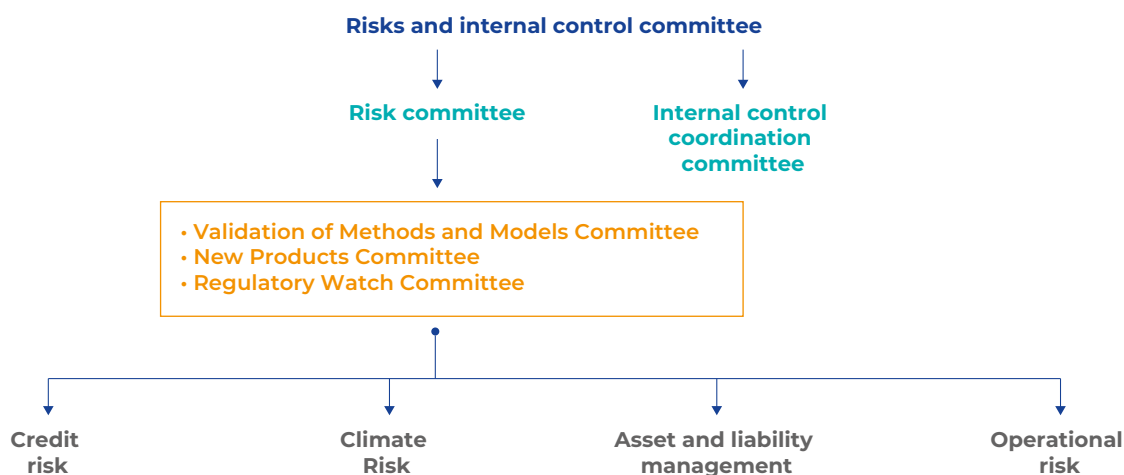 Risks and internal control committee
Risk committee
Internal control
coordination
committee
• Validation of Methods and Models Committee
• New Products Committee
• Regulatory Watch Committee
Credit
risk
Climate
Risk
Asset and liability
management
Operational
risk